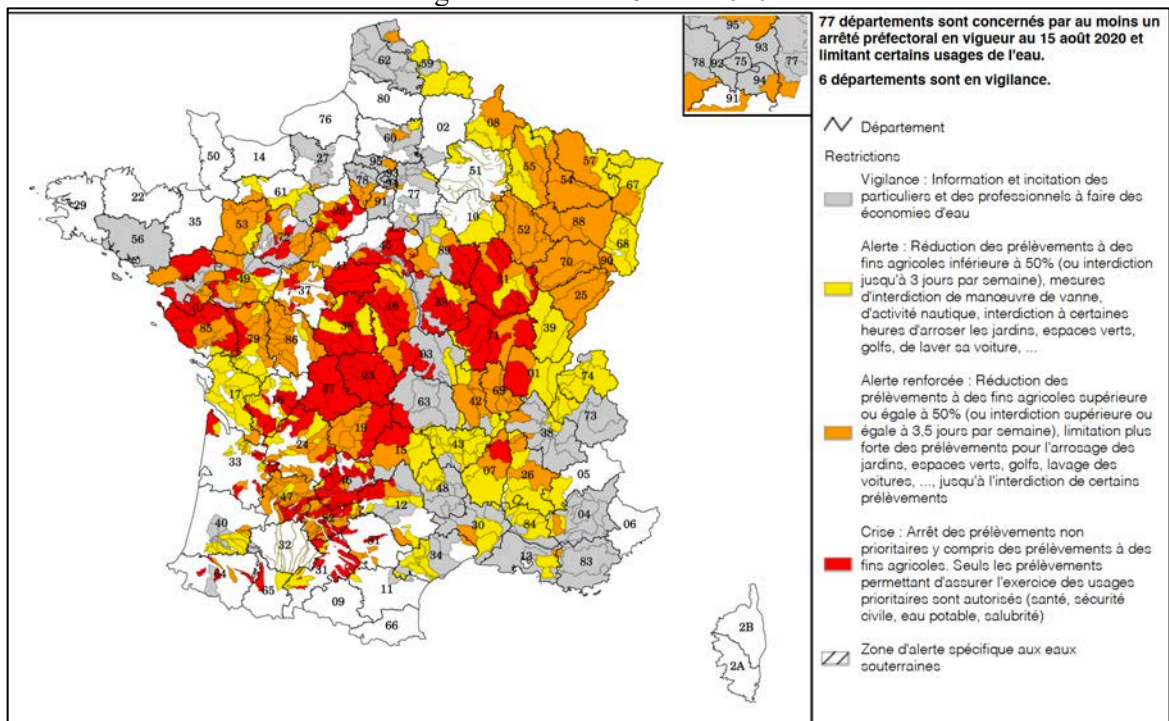 77 départements sont concernés par au moins un
arrêté préfectoral en vigueur au 15 août 2020 et
limitant certains usages de l'eau.
6 départements sont en vigilance.
Département
Restrictions
Vigilance : Information et incitation des
particuliers et des professionnels à faire des
économies d'eau
Alerte : Réduction des prélèvements à des
fins agricoles inférieure à 50% (ou interdiction
jusqu'à 3 jours par semaine), mesures
d'interdiction de manœuvre de vanne,
d'activité nautique, interdiction à certaines
heures d'arroser les jardins, espaces verts,
golfs, de laver sa voiture, ...
Alerte renforcée : Réduction des
prélèvements à des fins agricoles supérieure
ou égale à 50% (ou interdiction supérieure ou
égale à 3,5 jours par semaine), limitation plus
forte des prélèvements pour l'arrosage des
jardins, espaces verts, golfs, lavage des
voitures, ..., jusqu'à l'interdiction de certains
prélèvements
Crise : Arrêt des prélèvements non
prioritaires y compris des prélèvements à des
fins agricoles. Seuls les prélèvements
permettant d'assurer l'exercice des usages
prioritaires sont autorisés (santé, sécurité
civile, eau potable, salubrité)
Zone d'alerte spécifique aux eaux
souterraines
95
93
78 92 75 77
94
91
62
59
80
76
02
08
60
50 14 27
95
57
55
51
78
77
54
67
61
29 22
91
10
35
53
88
52
56
72
68
89
70 90
44
49
41
21
25
37
18
58
85
79
86
36
39
71
03
01
17
23
87
74
69
63
42
73
19
38
24
15
43
33
07
26
05
46
48
47
12
04
06
40
30
84
32
34
13
83
31
64
65
09
11
66
2B
2A